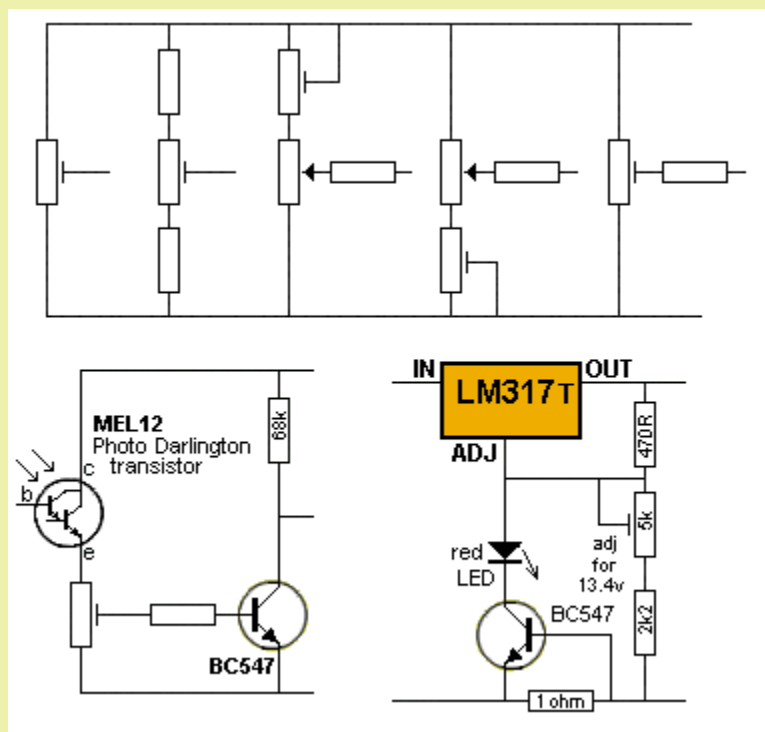 MEL12
Photo Darlington
transistor
c
b
e
68k
BC547
IN
OUT
LM317T
ADJ
470R
5k
adj
for
13.4v
red
LED
BC547
2k2
1 ohm